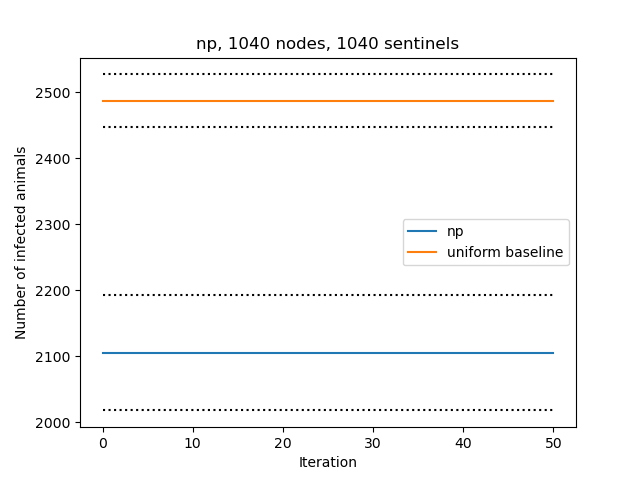 np, 1040 nodes, 1040 sentinels
Number of infected animals
2500
2400
2300
2200
2100
2000
np
uniform baseline
0 10 20 30 40 50
Iteration